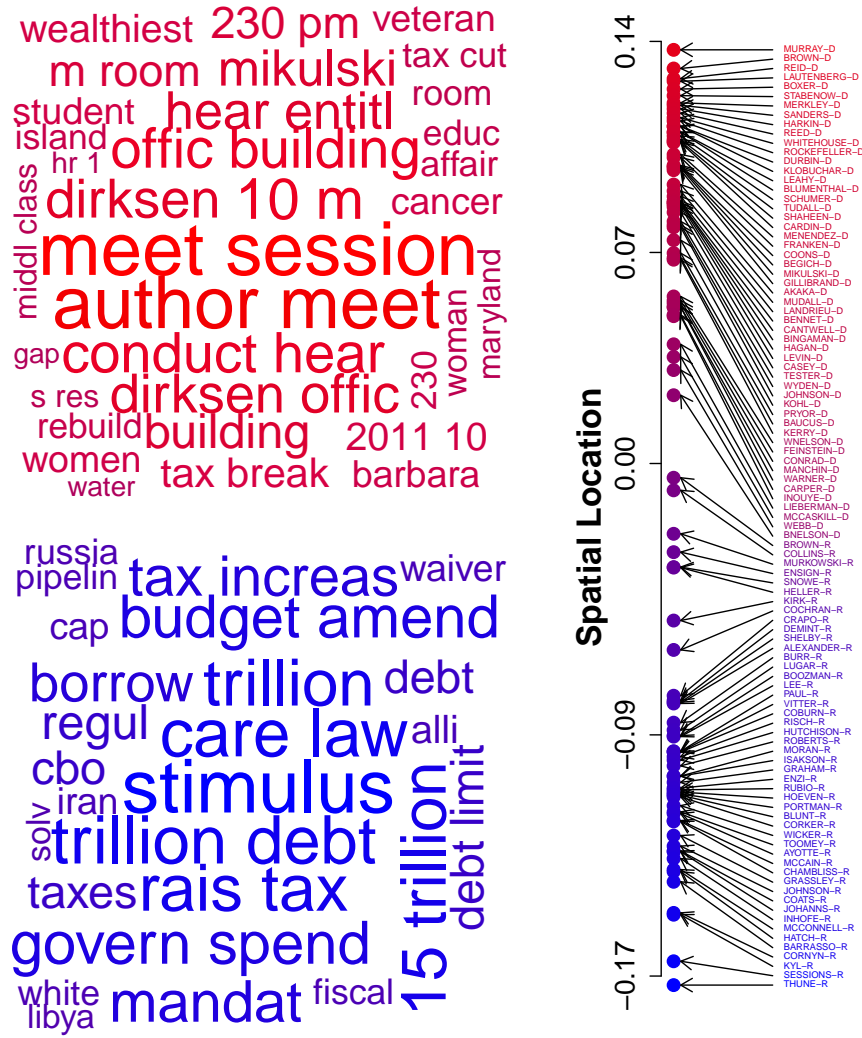 wealthiest 230 pm veteran
m room mikulski tax cut
student hear entitl room
island hr 1 offic building educ
affair
middl class dirksen 10 m cancer
meet session
author meet
gap conduct hear 230 woman maryland
s res dirksen offic
rebuild building 2011 10
women tax break barbara
water
russia
pipelin tax increas waiver
cap budget amend
borrow trillion debt
regul care law alli
cbo
solv iran stimulus
trillion debt 15 trillion debt limit
taxes rais tax
govern spend
white mandat fiscal
libya
Spatial Location
0.14
0.07
0.00
−0.09
−0.17
MURRAY−D
BROWN−D
REID−D
LAUTENBERG−D
BOXER−D
STABENOW−D
MERKLEY−D
SANDERS−D
HARKIN−D
REED−D
WHITEHOUSE−D
ROCKEFELLER−D
DURBIN−D
KLOBUCHAR−D
LEAHY−D
BLUMENTHAL−D
SCHUMER−D
TUDALL−D
SHAHEEN−D
CARDIN−D
MENENDEZ−D
FRANKEN−D
COONS−D
BEGICH−D
MIKULSKI−D
GILLIBRAND−D
AKAKA−D
MUDALL−D
LANDRIEU−D
BENNET−D
CANTWELL−D
BINGAMAN−D
HAGAN−D
LEVIN−D
CASEY−D
TESTER−D
WYDEN−D
JOHNSON−D
KOHL−D
PRYOR−D
BAUCUS−D
KERRY−D
WNELSON−D
FEINSTEIN−D
CONRAD−D
MANCHIN−D
WARNER−D
CARPER−D
INOUYE−D
LIEBERMAN−D
MCCASKILL−D
WEBB−D
BNELSON−D
BROWN−R
COLLINS−R
MURKOWSKI−R
ENSIGN−R
SNOWE−R
HELLER−R
KIRK−R
COCHRAN−R
CRAPO−R
DEMINT−R
SHELBY−R
ALEXANDER−R
BURR−R
LUGAR−R
BOOZMAN−R
LEE−R
PAUL−R
VITTER−R
COBURN−R
RISCH−R
HUTCHISON−R
ROBERTS−R
MORAN−R
ISAKSON−R
GRAHAM−R
ENZI−R
RUBIO−R
HOEVEN−R
PORTMAN−R
BLUNT−R
CORKER−R
WICKER−R
TOOMEY−R
AYOTTE−R
MCCAIN−R
CHAMBLISS−R
GRASSLEY−R
JOHNSON−R
COATS−R
JOHANNS−R
INHOFE−R
MCCONNELL−R
HATCH−R
BARRASSO−R
CORNYN−R
KYL−R
SESSIONS−R
THUNE−R